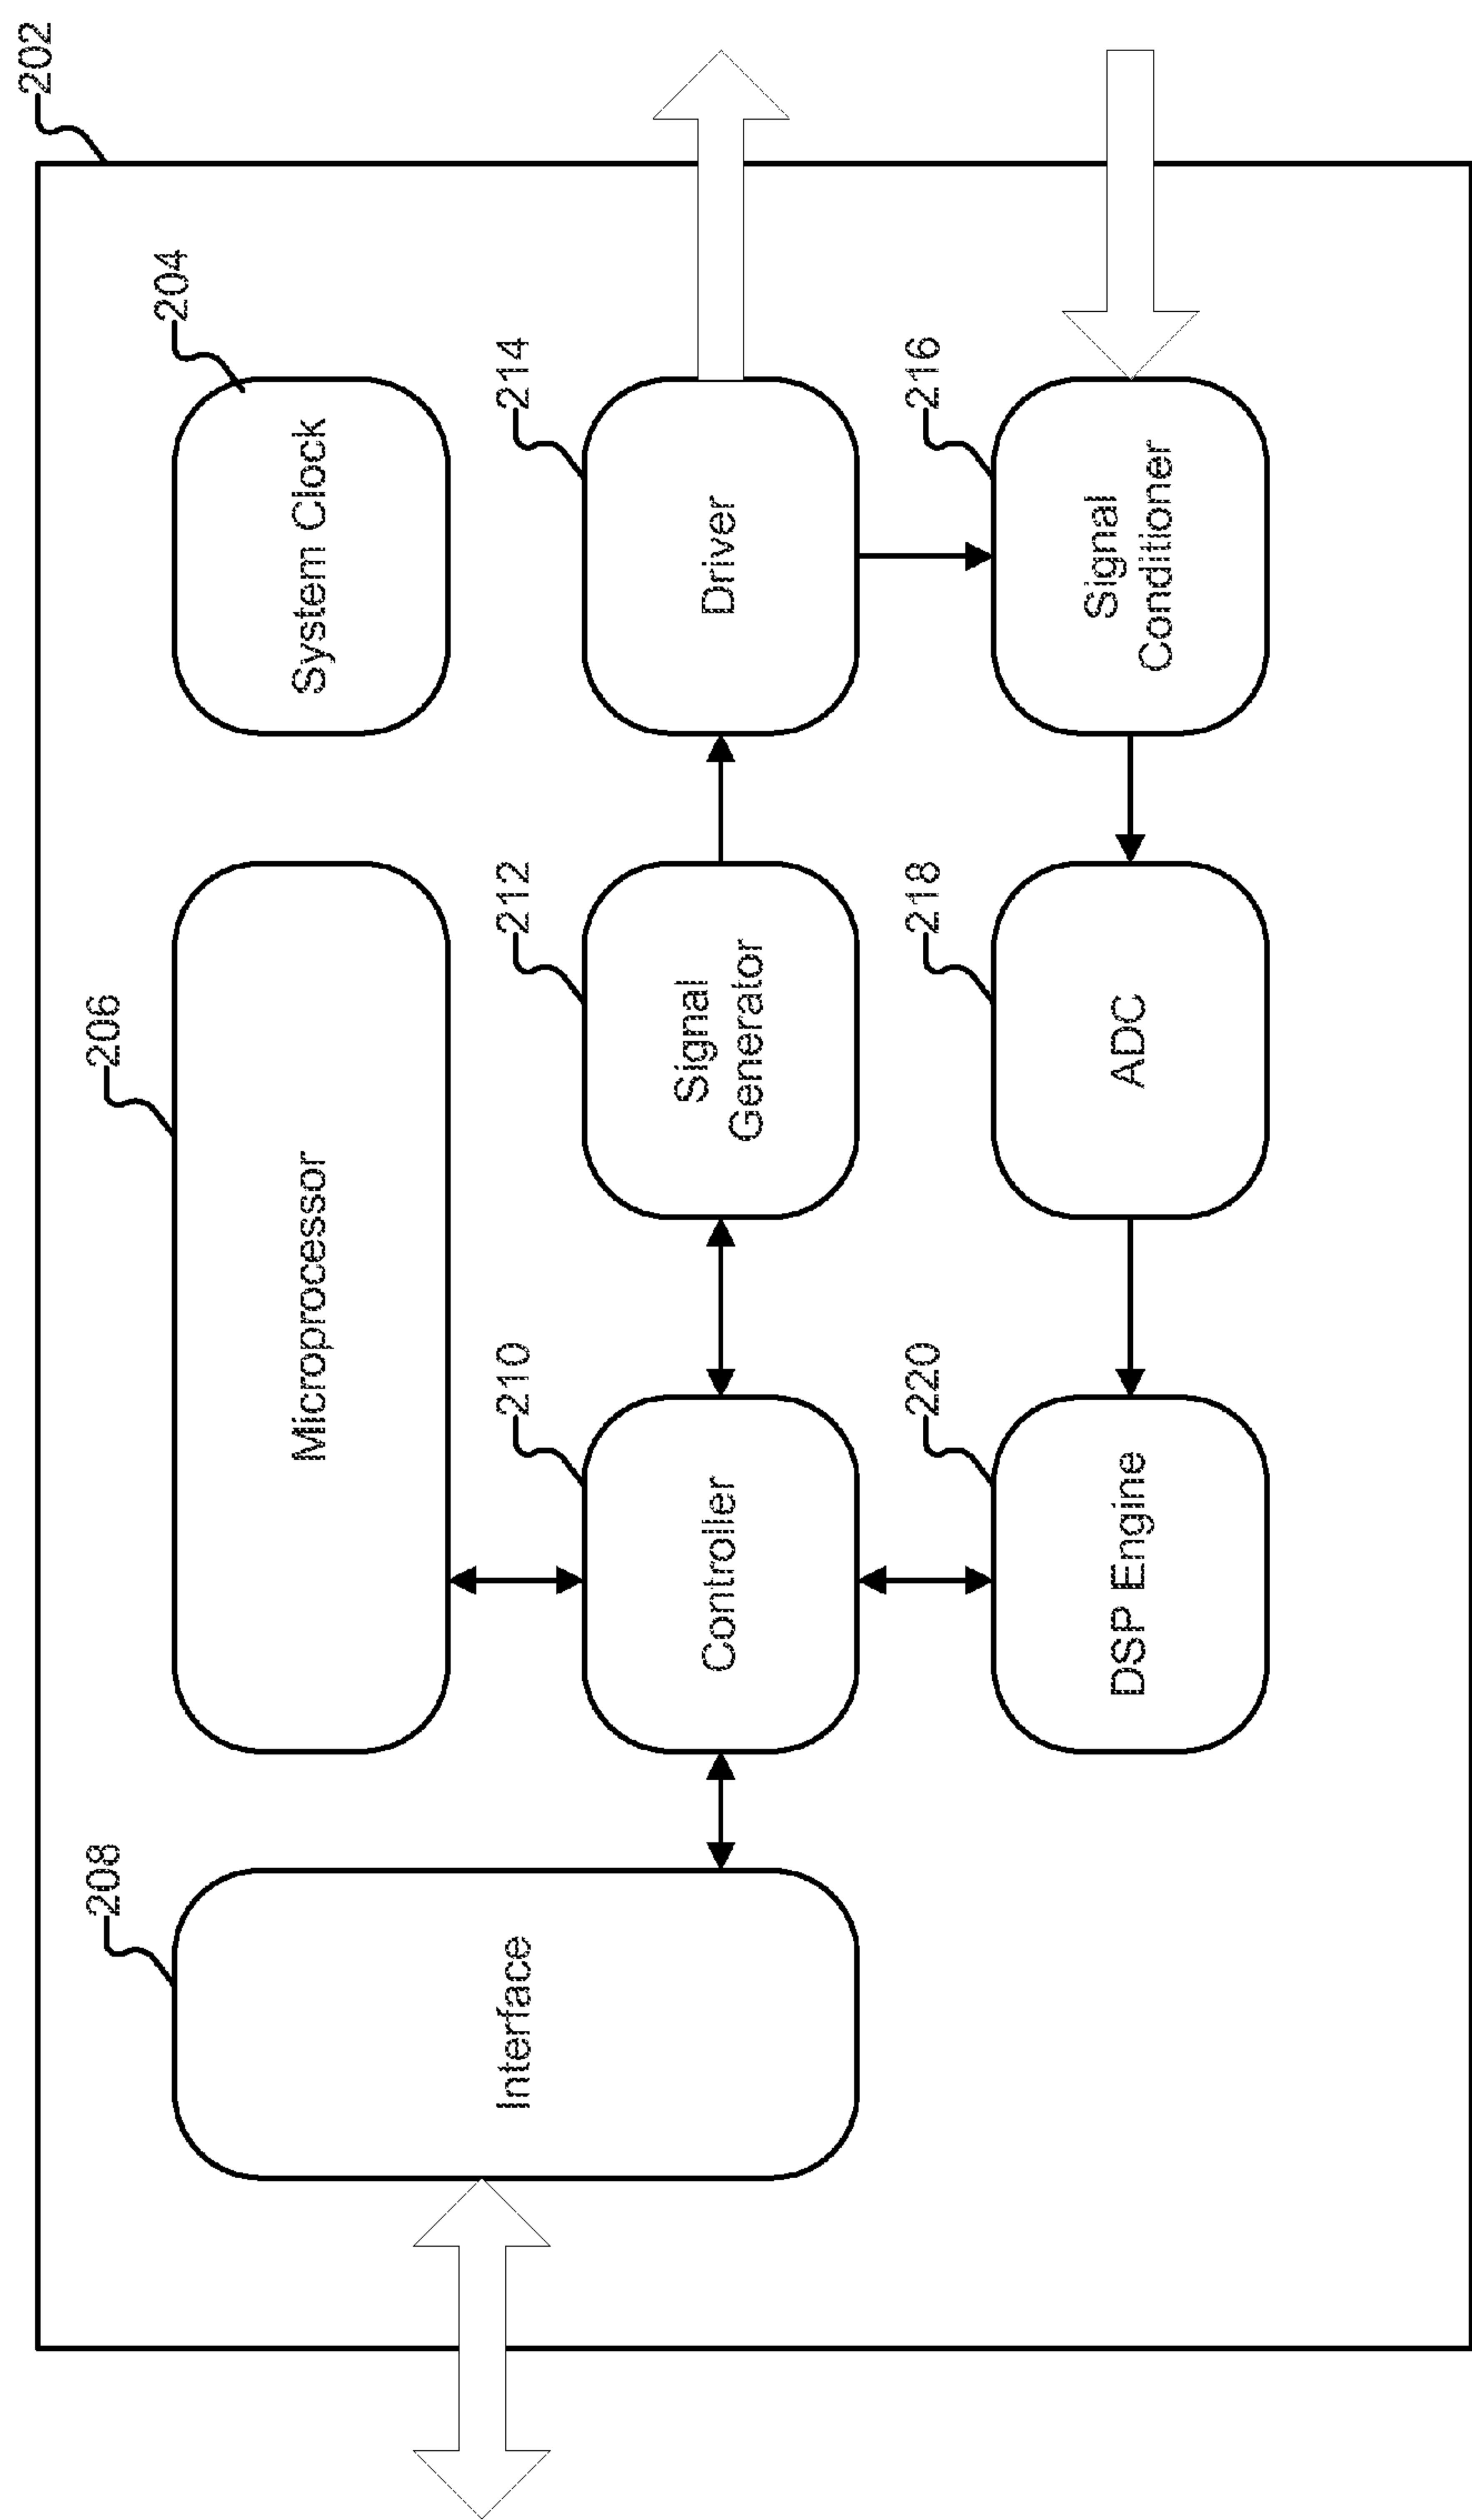 202
206
Microprocessor
204
System Clock
208
Interface
210
Controller
212
Signal
Generator
214
Driver
220
DSP Engine
218
ADC
216
Signal
Conditioner